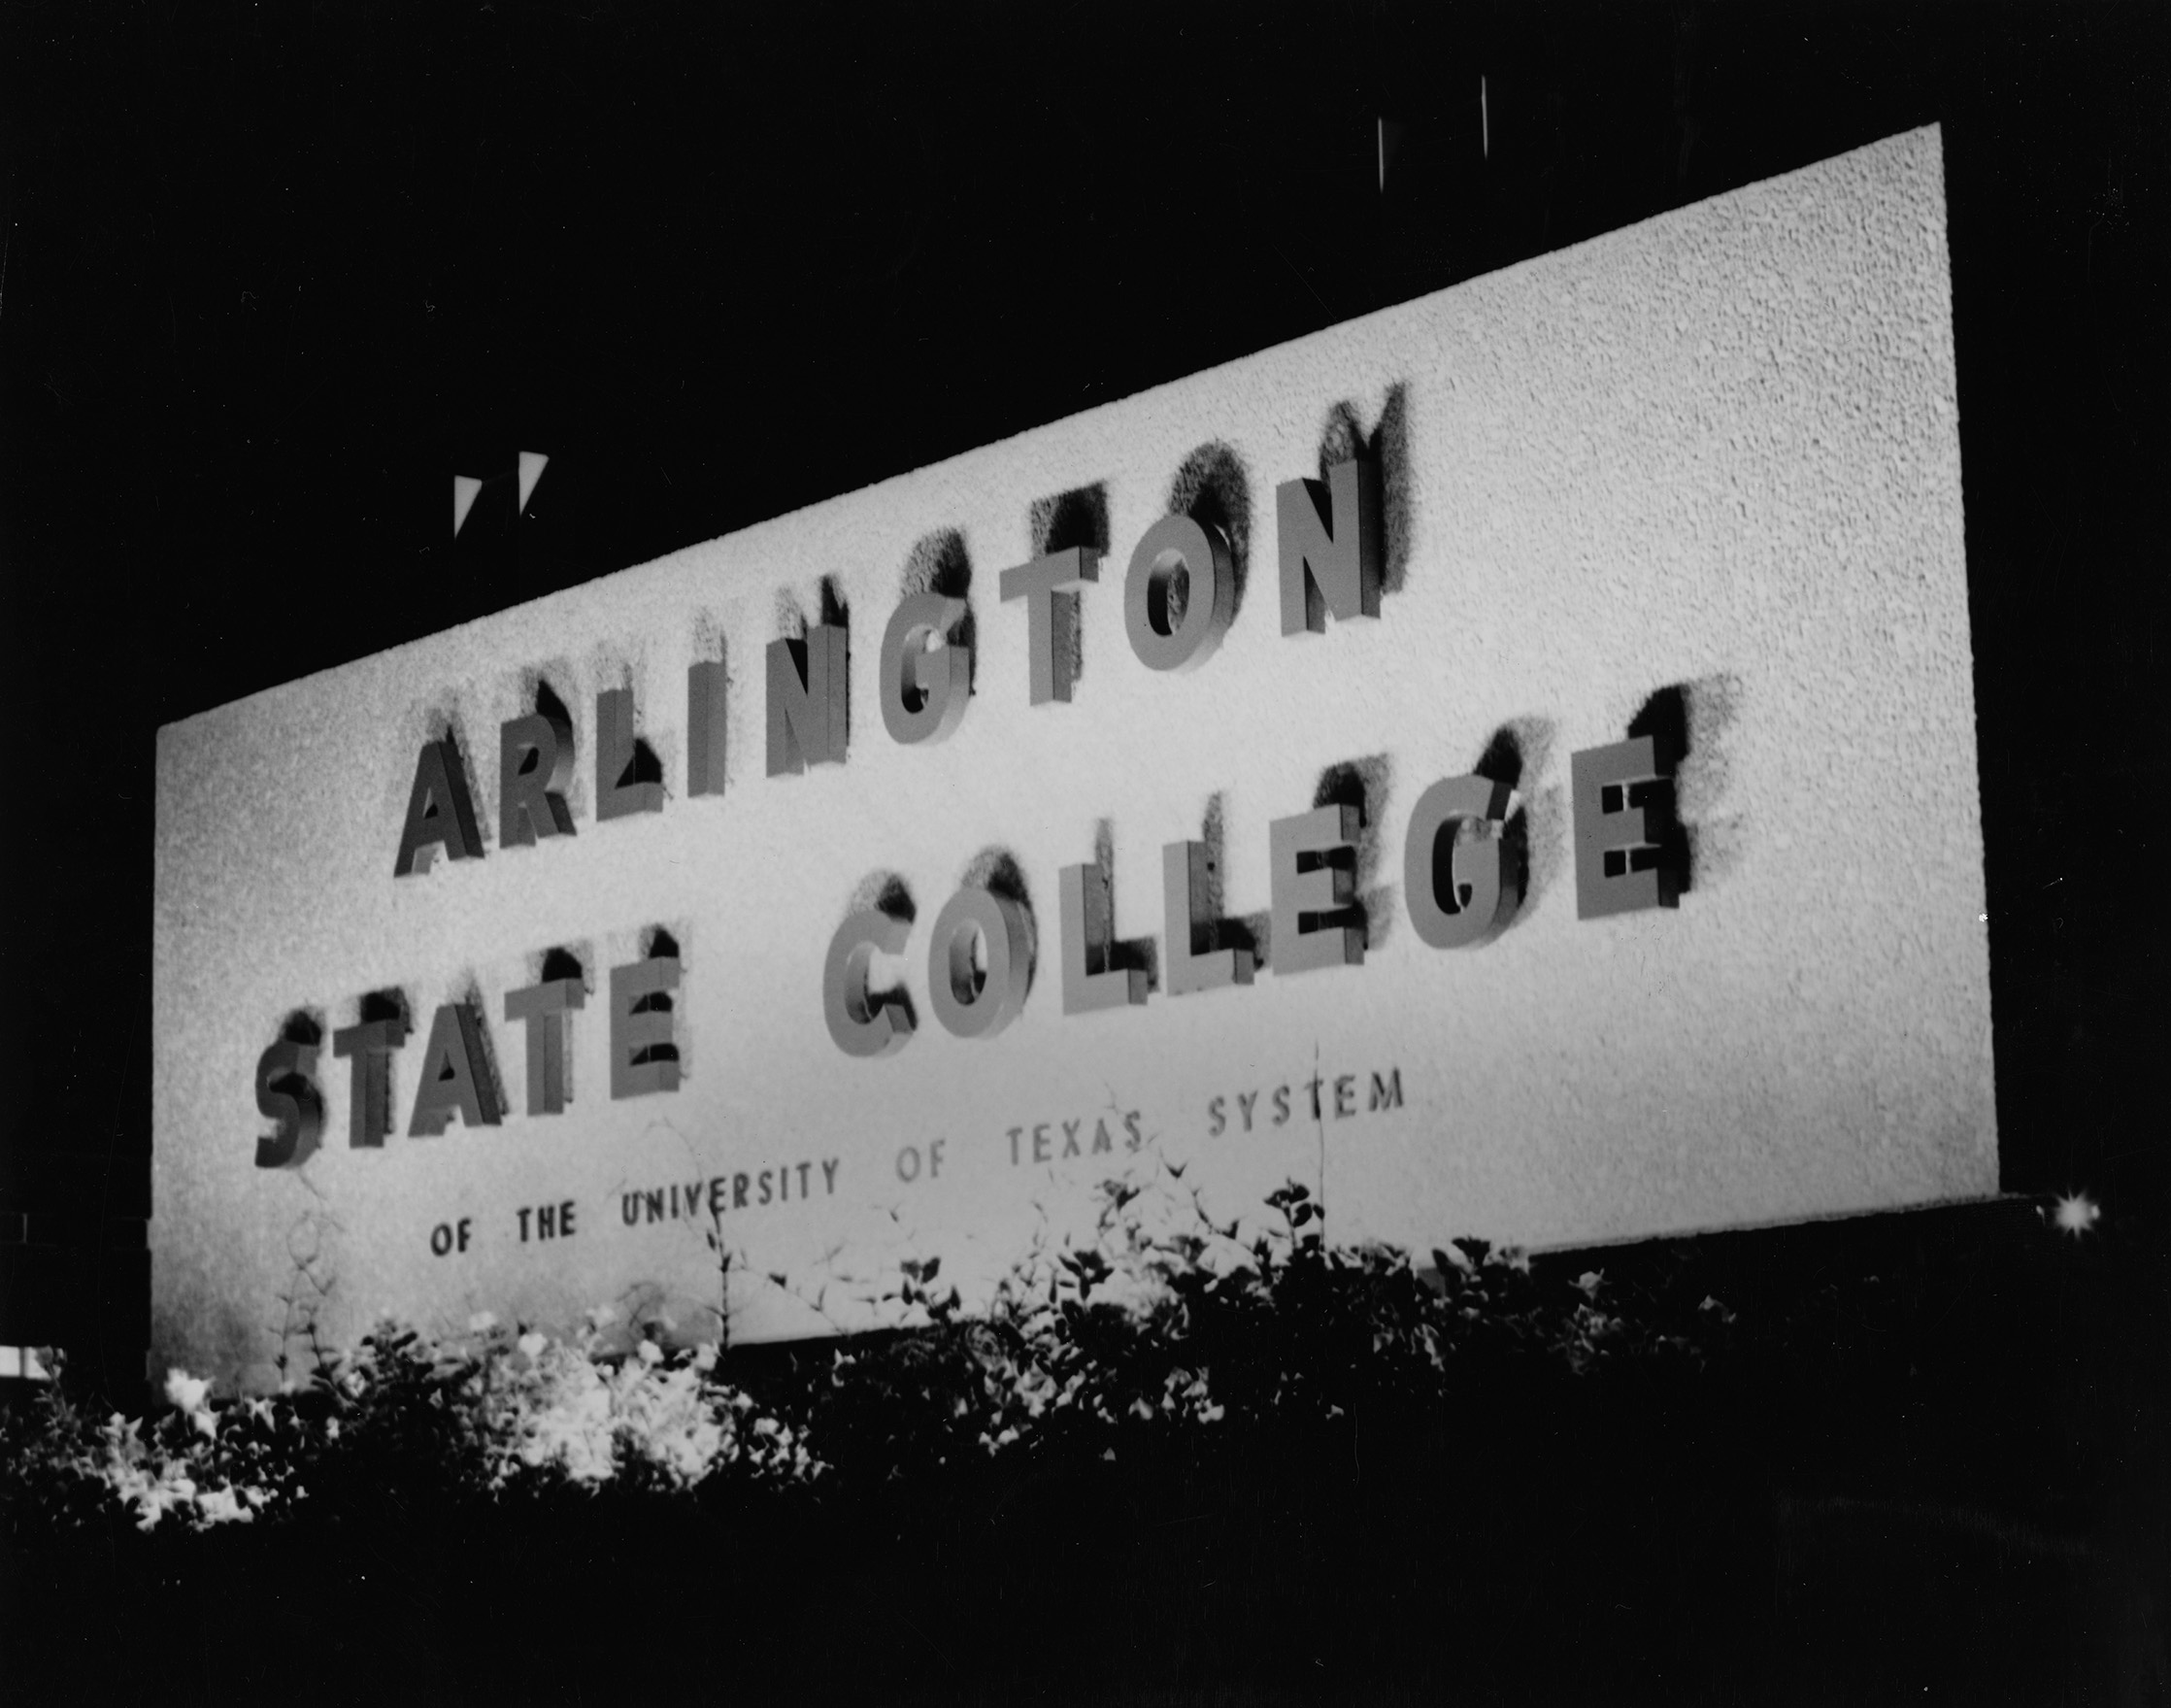 ARLINGTON
STATE COLLEGE
OF THE UNIVERSITY OF TEXAS SYSTEM